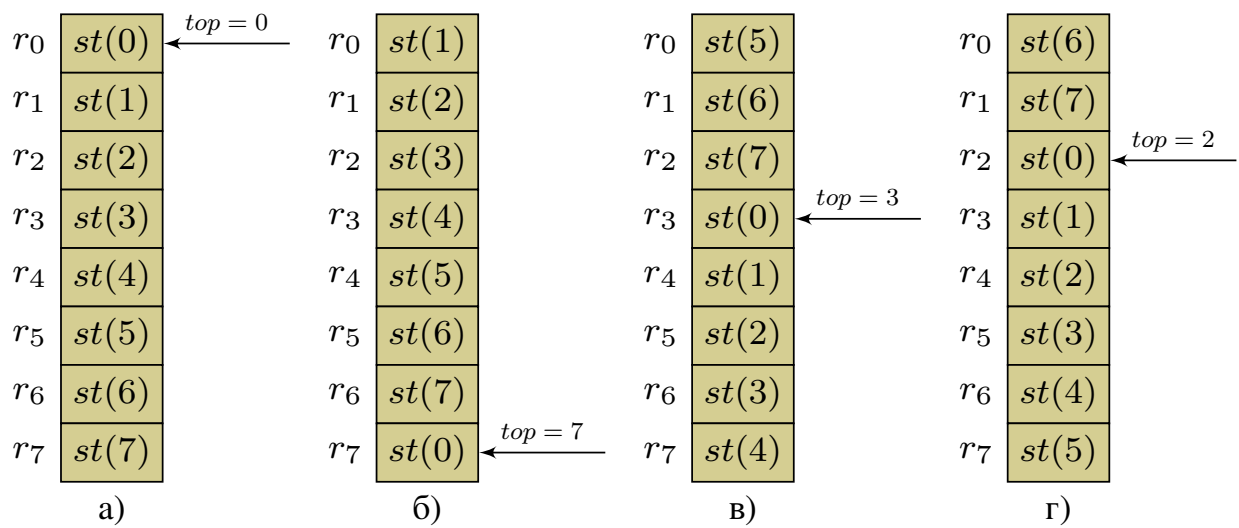 r0 st(0) top = 0 r0 st(1) r0 st(5) r0 st(6)
r1 st(1) r1 st(2) r1 st(6) r1 st(7)
r2 st(2) r2 st(3) r2 st(7) r2 st(0) top = 2
r3 st(3) r3 st(4) r3 st(0) top = 3 r3 st(1)
r4 st(4) r4 st(5) r4 st(1) r4 st(2)
r5 st(5) r5 st(6) r5 st(2) r5 st(3)
r6 st(6) r6 st(7) r6 st(3) r6 st(4)
r7 st(7) r7 st(0) top = 7 r7 st(4) r7 st(5)
а) б) в) г)